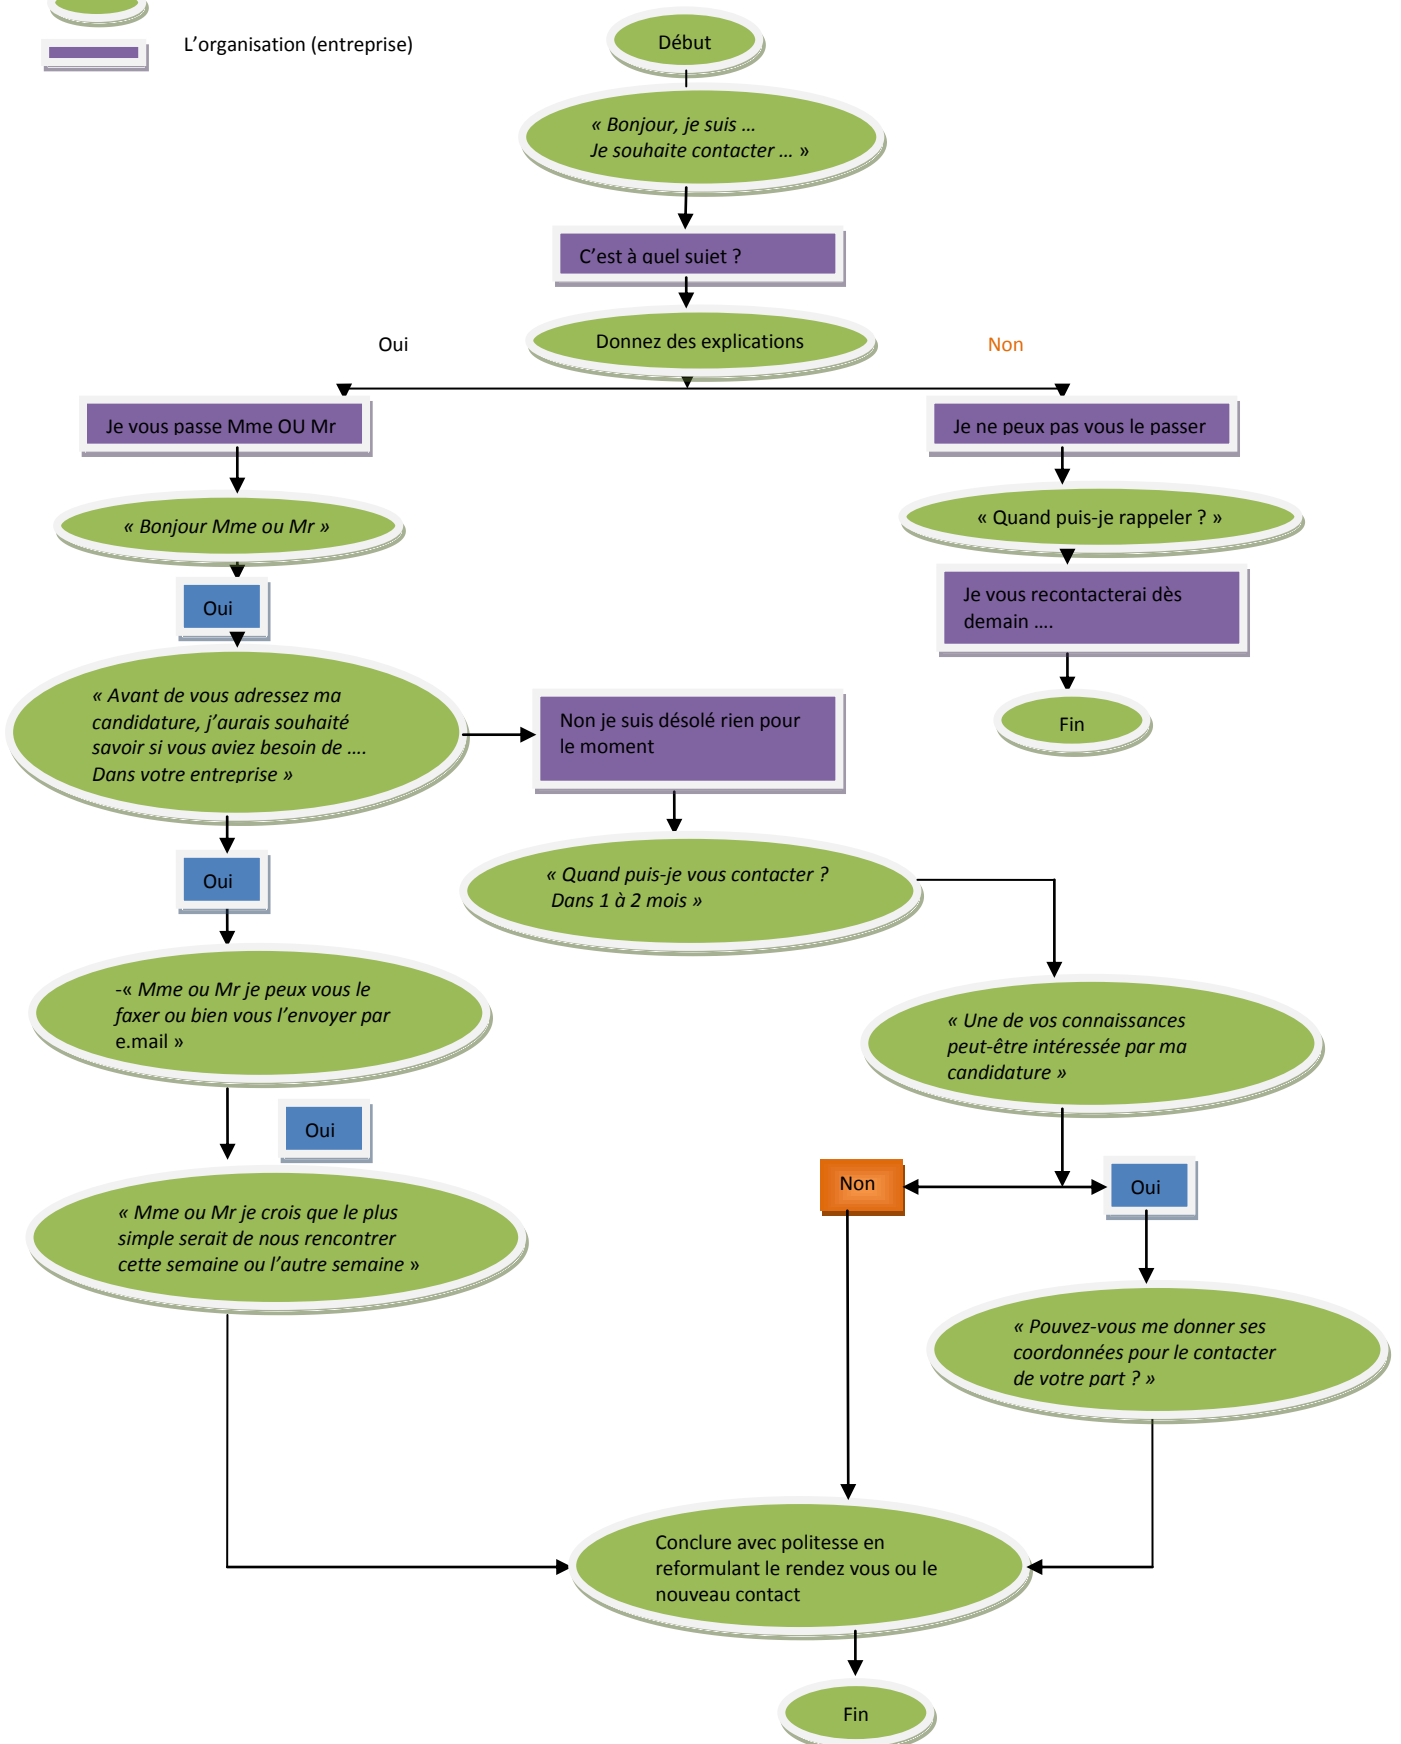 L'organisation (entreprise)
Début
« Bonjour, je suis ...
Je souhaite contacter ... »
C'est à quel sujet ?
Donnez des explications
Oui
Non
Je vous passe Mme OU Mr
Je ne peux pas vous le passer
« Bonjour Mme ou Mr »
« Quand puis-je rappeler ? »
Oui
Je vous recontacterai dès
demain ....
« Avant de vous adressez ma
candidature, j'aurais souhaité
savoir si vous aviez besoin de ....
Dans votre entreprise »
Non je suis désolé rien pour
le moment
Fin
Oui
« Quand puis-je vous contacter ?
Dans 1 à 2 mois »
-« Mme ou Mr je peux vous le
faxer ou bien vous l'envoyer par
e.mail »
« Une de vos connaissances
peut-être intéressée par ma
candidature »
Oui
Non
Oui
« Mme ou Mr je crois que le plus
simple serait de nous rencontrer
cette semaine ou l'autre semaine »
« Pouvez-vous me donner ses
coordonnées pour le contacter
de votre part ? »
Conclure avec politesse en
reformulant le rendez vous ou le
nouveau contact
Fin